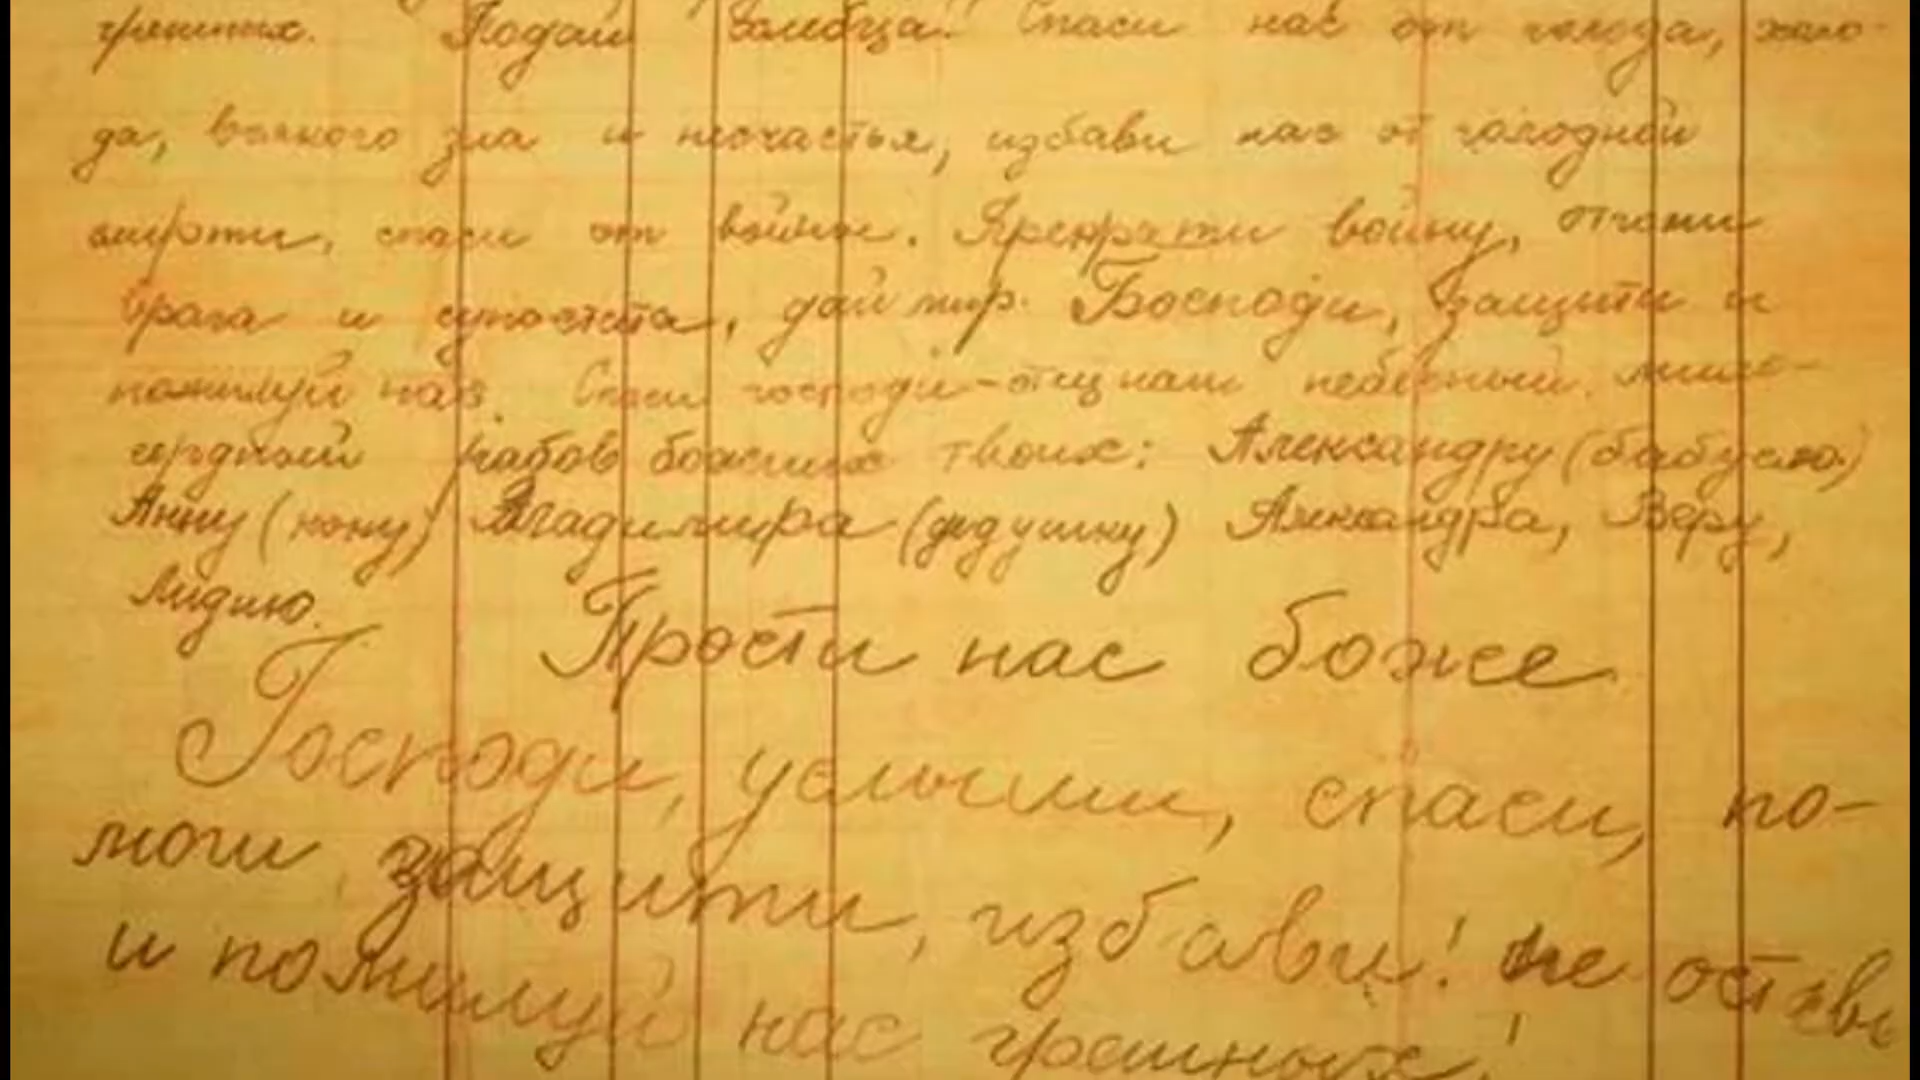 грешных. Подай хлебца. Спаси нас от голода, холо-
да, всякого зла и несчастья, избави нас от голодной
смерти, спаси от войны. Прекрати войну, отгони
врага и супостата, дай мир. Господи, защити и
помилуй нас. Спаси господи-отец наш небесный. мило-
сердный рабов божиих твоих: Александру (бабусю)
Анну (нону) Владимира (дедушку) Александра, Веру,
Лидию.
Прости нас боже
Господи, услыши, спаси, по-
моги, защити, избави! не оставь
и помилуй нас грешных!